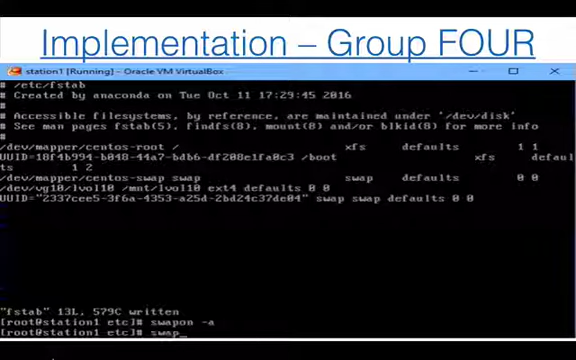 Implementation – Group FOUR
station1 [Running] - Oracle VM VirtualBox
# /etc/fstab
# Created by anaconda on Tue Oct 11 17:29:45 2016
#
# Accessible filesystems, by reference, are maintained under '/dev/disk'
# See man pages fstab(5), findfs(8), mount(8) and/or blkid(8) for more info
#
/dev/mapper/centos-root / xfs defaults 1 1
UUID=18f4b994-b048-44a7-bdb6-df208e1fa0c3 /boot xfs defaul
ts 1 2
/dev/mapper/centos-swap swap swap defaults 0 0
/dev/vg10/lvol10 /mnt/lvol10 ext4 defaults 0 0
UUID="2337cee5-3f6a-4353-a25d-2bd24c37de04" swap swap defaults 0 0
"fstab" 13L, 579C written
[root@station1 etc]# swapon -a
[root@station1 etc]# swap_